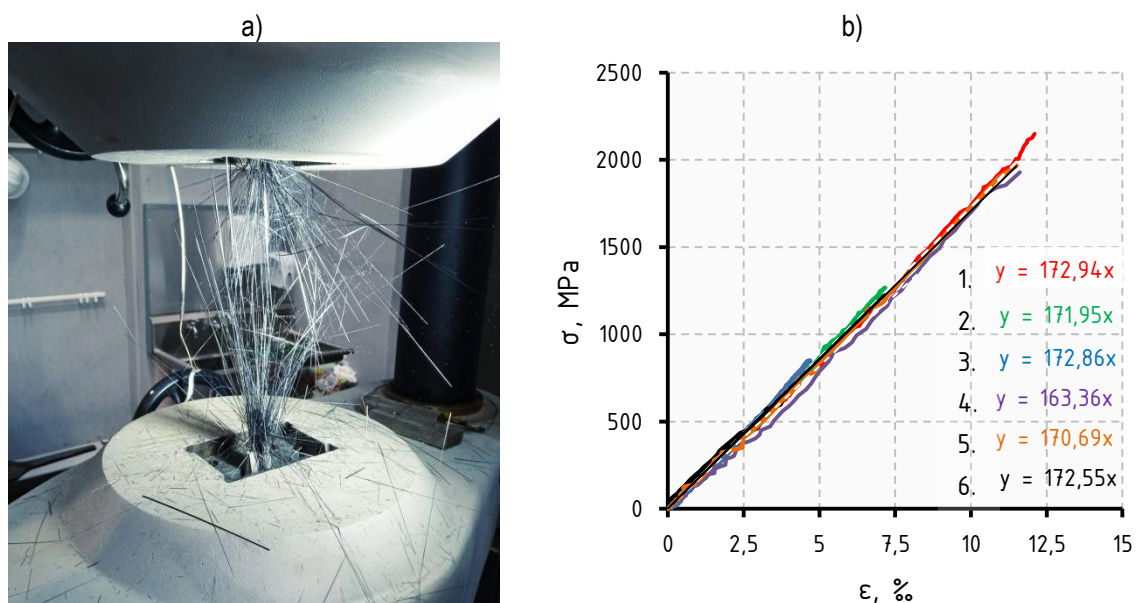 a)
b)
2500
2000
1500
1000
500
0
σ, MPa
1. y = 172,94x
2. y = 171,95x
3. y = 172,86x
4. y = 163,36x
5. y = 170,69x
6. y = 172,55x
0 2,5 5 7,5 10 12,5 15
ε, ‰